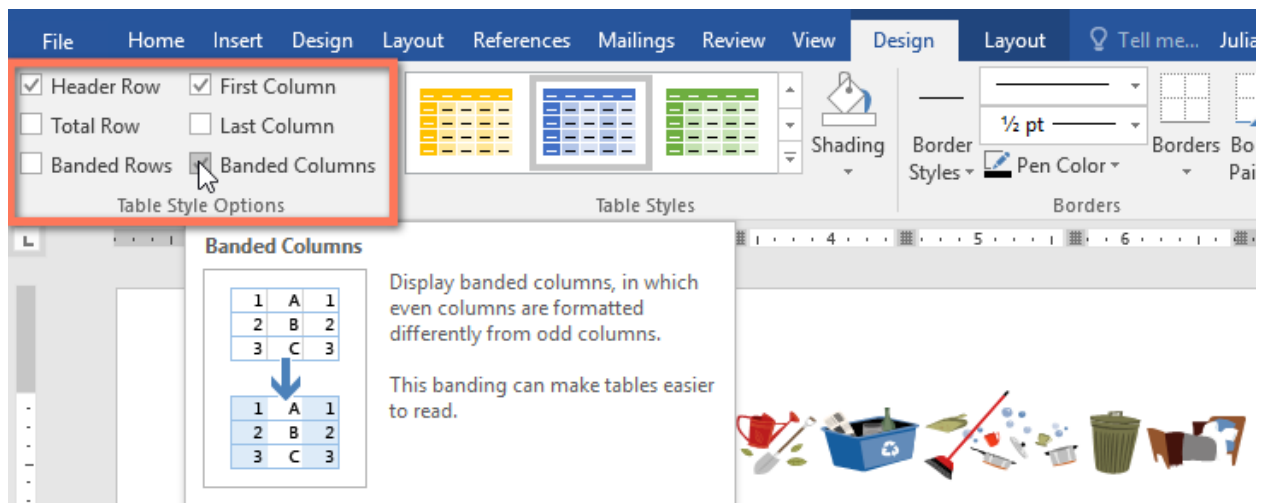 File Home Insert Design Layout References Mailings Review View Design Layout Tell me... Julia
Header Row First Column
Total Row Last Column
Banded Rows Banded Columns
Table Style Options
Table Styles
Shading
Border
Styles
½ pt
Pen Color
Borders
Borders
L
4 5 6
Banded Columns
1 A 1
2 B 2
3 C 3
1 A 1
2 B 2
3 C 3
Display banded columns, in which
even columns are formatted
differently from odd columns.
This banding can make tables easier
to read.